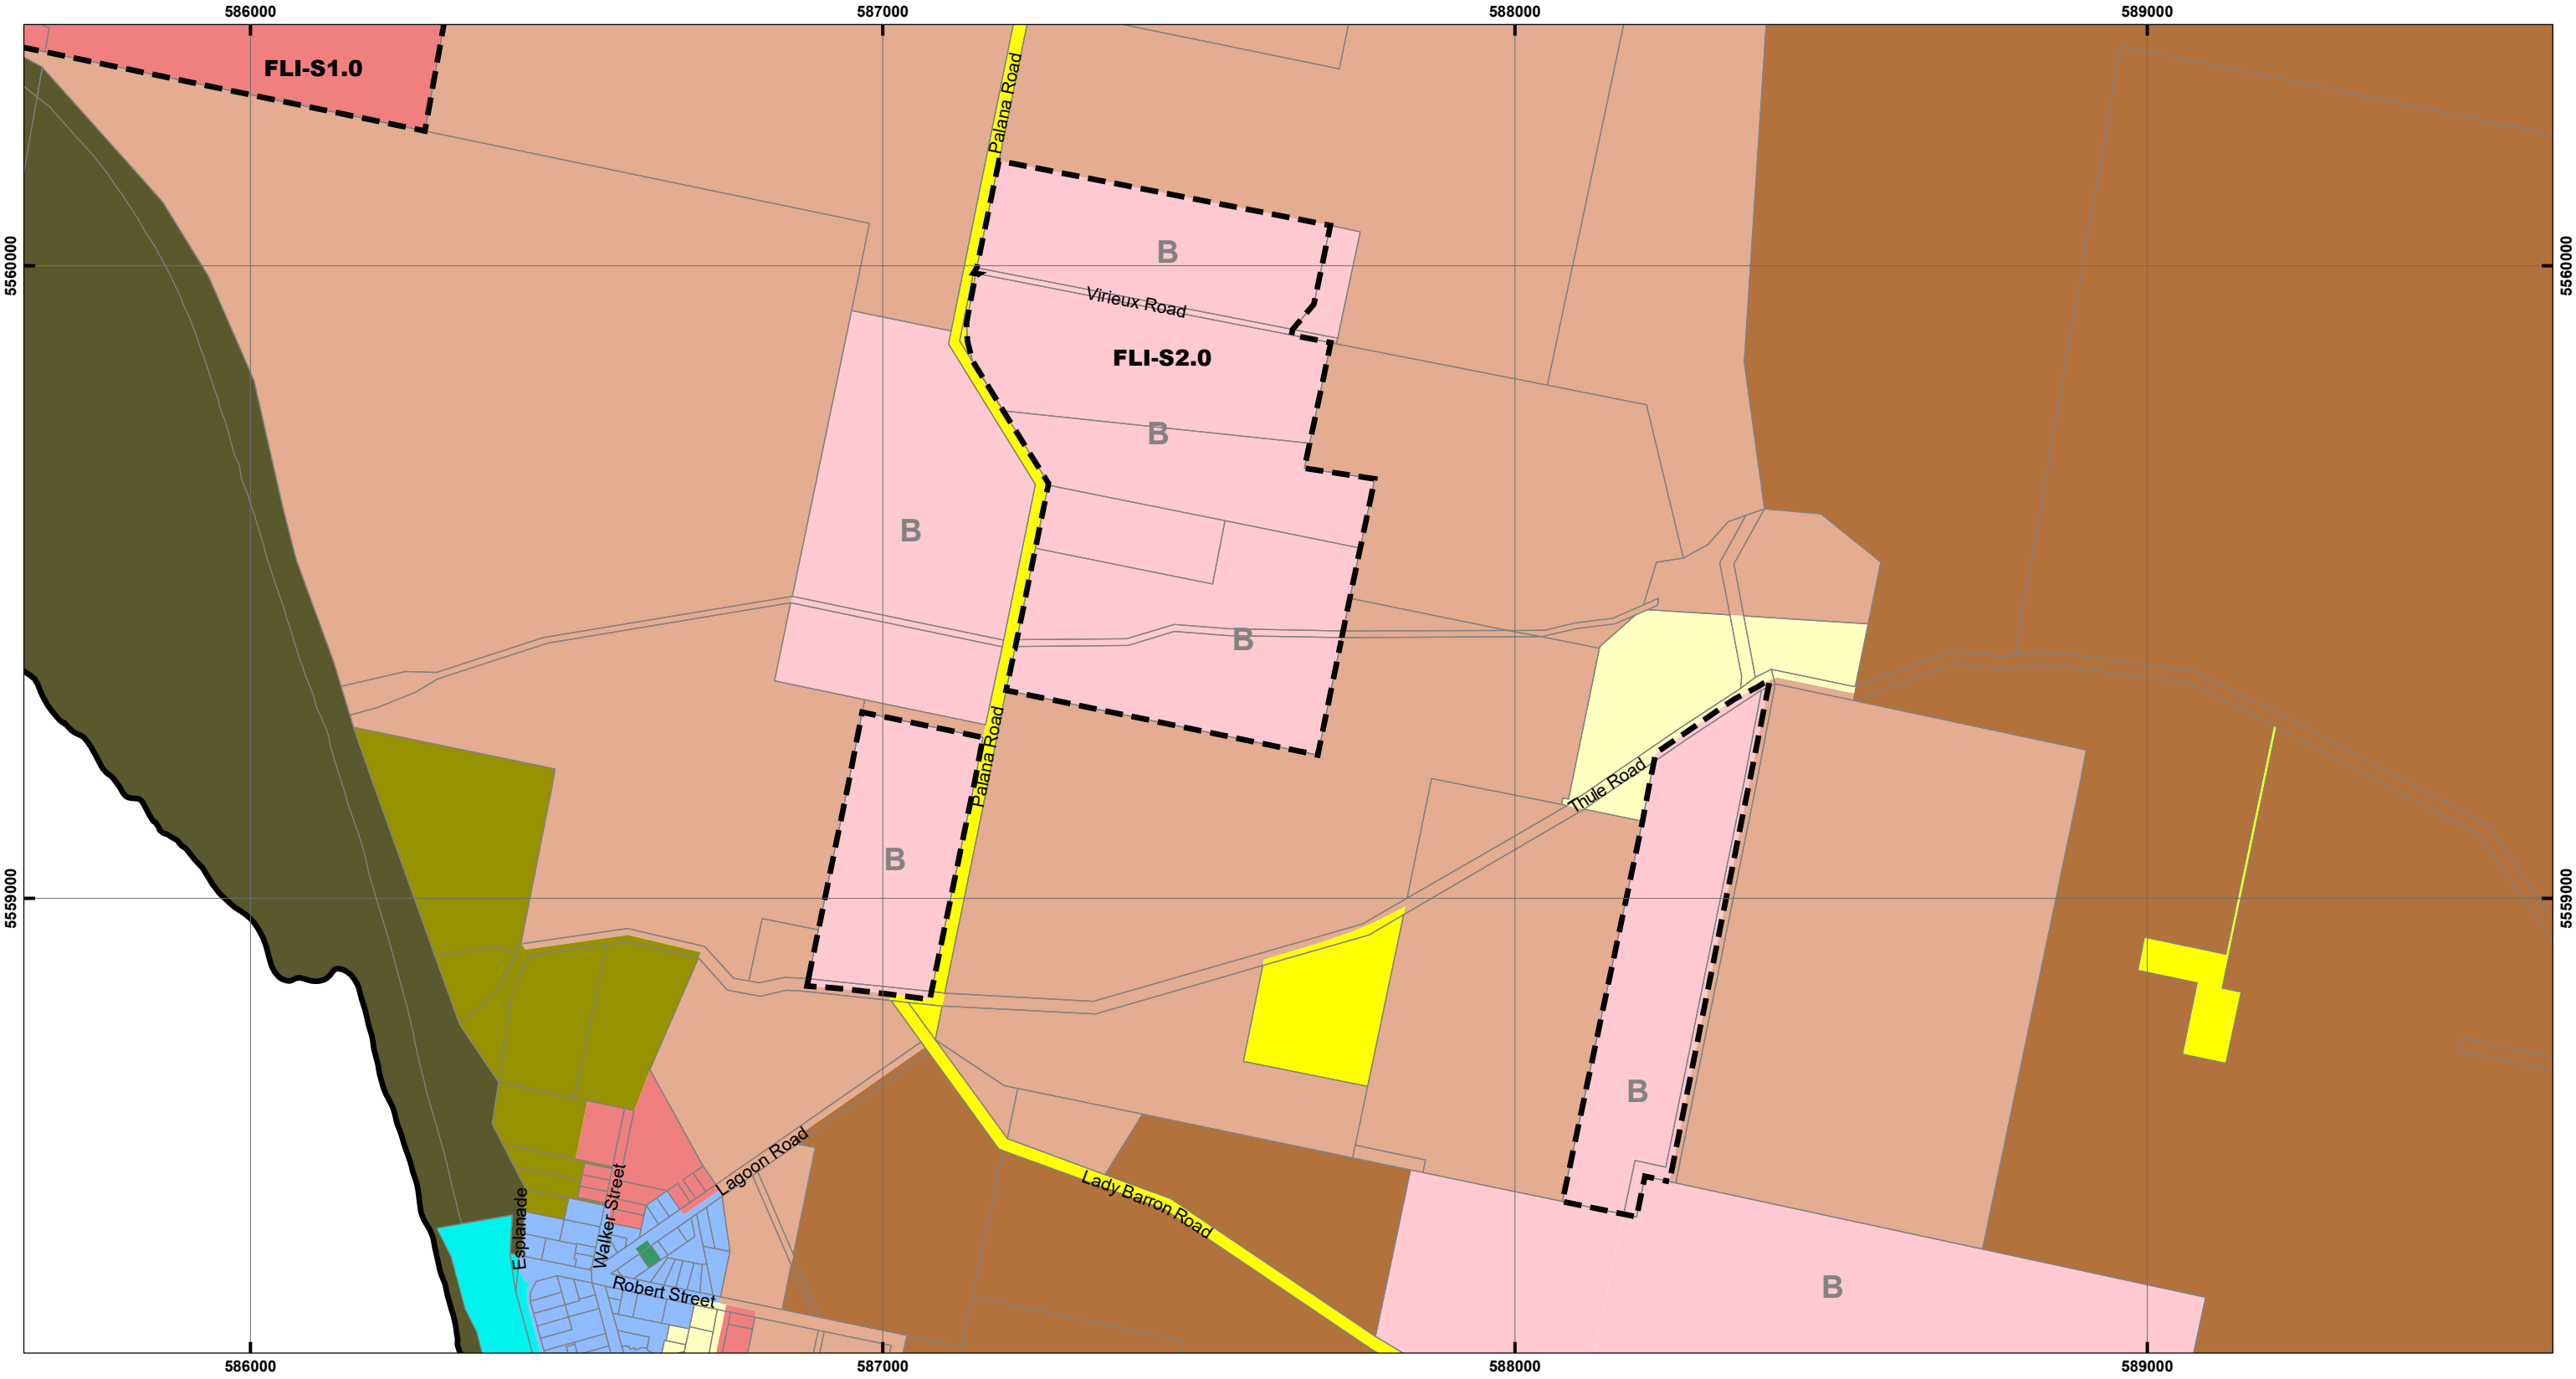 586000
587000
588000
589000
FLI-S1.0
Palana Road
B
5560000
5560000
Virieux Road
FLI-S2.0
B
B
B
Palana Road
Thule Road
B
5559000
5559000
B
Lagoon Road
Walker Street
Esplanade
Lady Barron Road
Robert Street
B
586000
587000
588000
589000